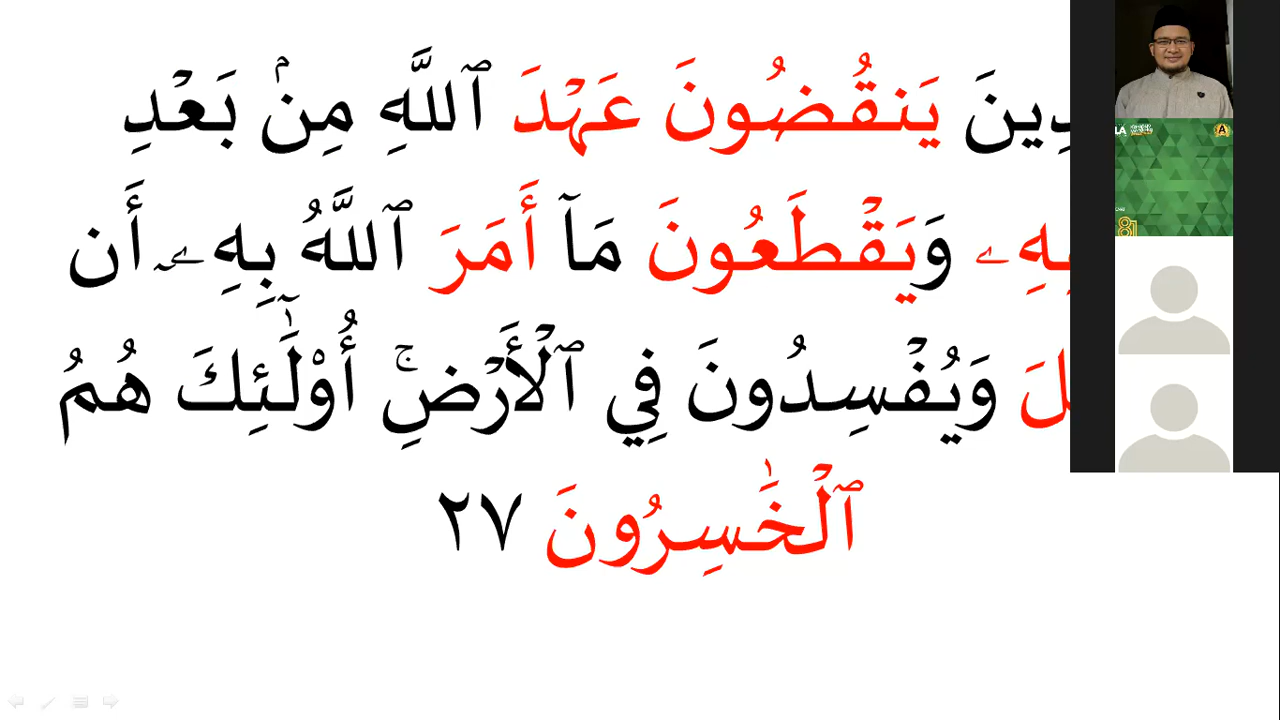 يَنقُضُونَ عَهْدَ ٱللَّهِ مِنۢ بَعْدِ
وَيَقْطَعُونَ مَآ أَمَرَ ٱللَّهُ بِهِۦٓ أَن
وَيُفْسِدُونَ فِي ٱلْأَرْضِۚ أُوْلَٰٓئِكَ هُمُ
ٱلْخَٰسِرُونَ ٢٧